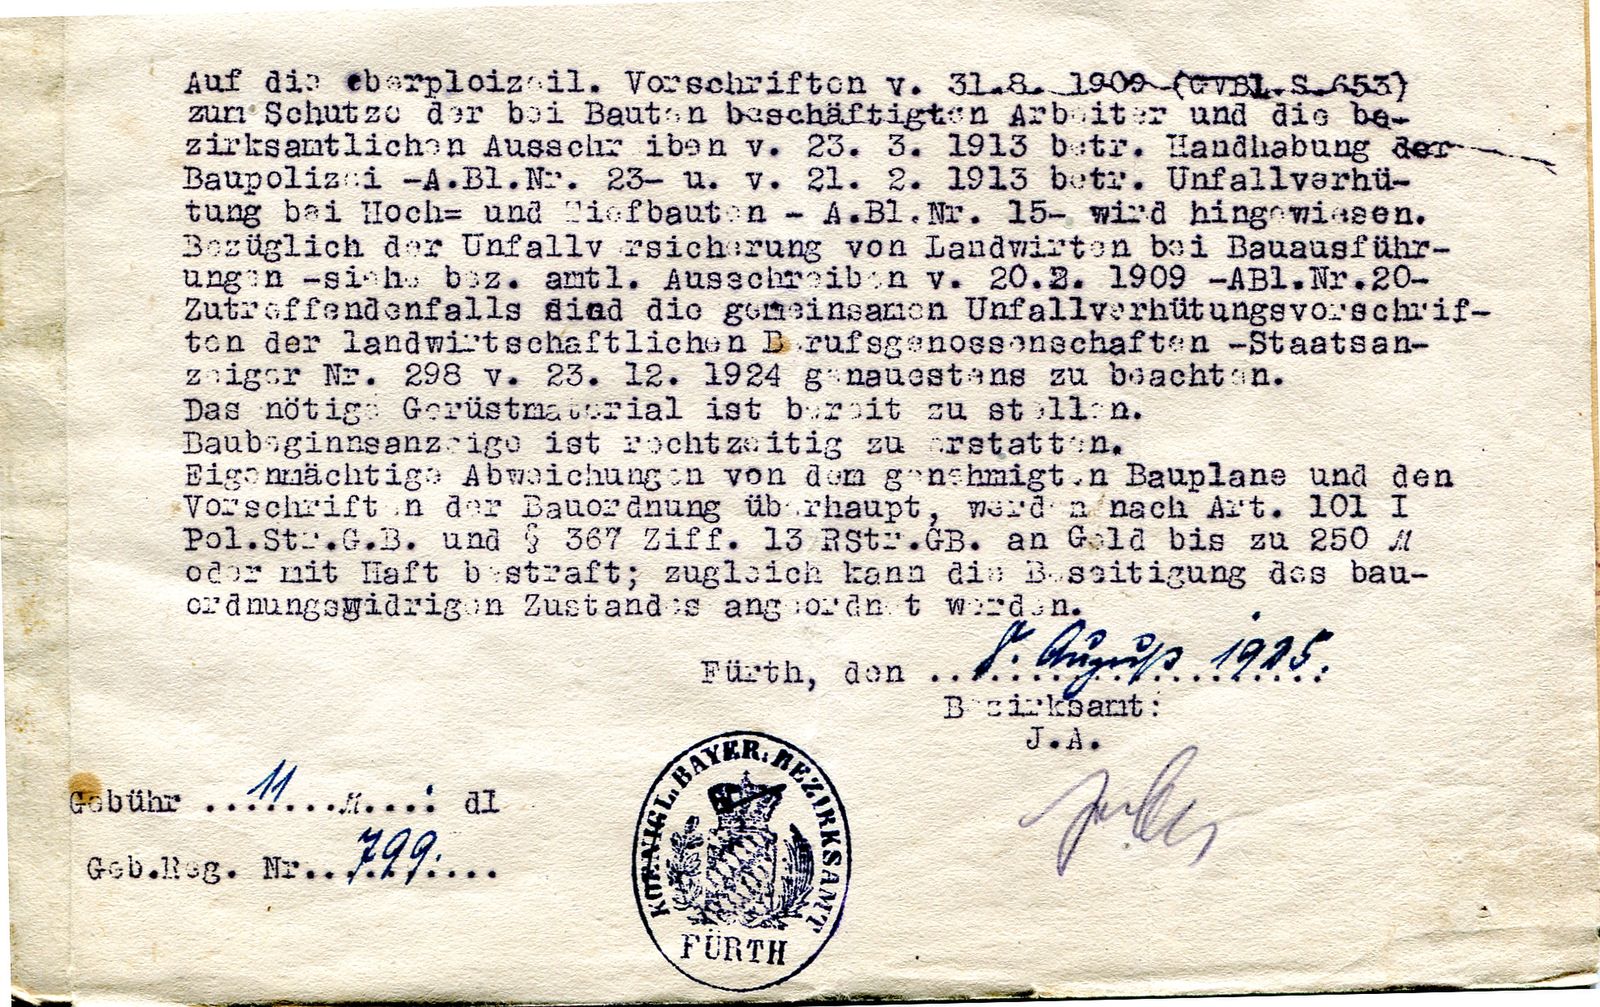 Auf die oberploizeil. Vorschriften v. 31.8. 1909 (GVBl.S.653)
zum Schutze der bei Bauten beschäftigten Arbeiter und die be-
zirksamtlichen Ausschr iben v. 23. 3. 1913 betr. Handhabung der
Baupolizei -A.Bl.Nr. 23- u. v. 21. 2. 1913 betr. Unfallverhü-
tung bei Hoch= und Tiefbauten - A.Bl.Nr. 15- wird hingewiesen.
Bezüglich der Unfallversicherung von Landwirten bei Bauausführ-
ungen -siehe bez. amtl. Ausschreiben v. 20.2. 1909 -ABl.Nr.20-
Zutreffendenfalls sind die gemeinsamen Unfallverhütungsvorschrif-
ten der landwirtschaftlichen Berufsgenossenschaften -Staatsan-
zeiger Nr. 298 v. 23. 12. 1924 genauestens zu beachten.
Das nötige Gerüstmaterial ist bereit zu stellen.
Baubeginnsanzeige ist rechtzeitig zu erstatten.
Eigenmächtige Abweichungen von dem genehmigten Bauplane und den
Vorschriften der Bauordnung überhaupt, werden nach Art. 101 I
Pol.Str.G.B. und § 367 Ziff. 13 RStr.GB. an Geld bis zu 250 M
oder mit Haft bestraft; zugleich kann die Beseitigung des bau-
ordnungswidrigen Zustandes angeordnet werden.
Fürth, den 8. August 1925.
Bezirksamt:
J.A.
Gebühr ...11....M....: dl
Geb.Reg. Nr...799....
KOENIGL. BAYER. BEZIRKSAMT
FÜRTH